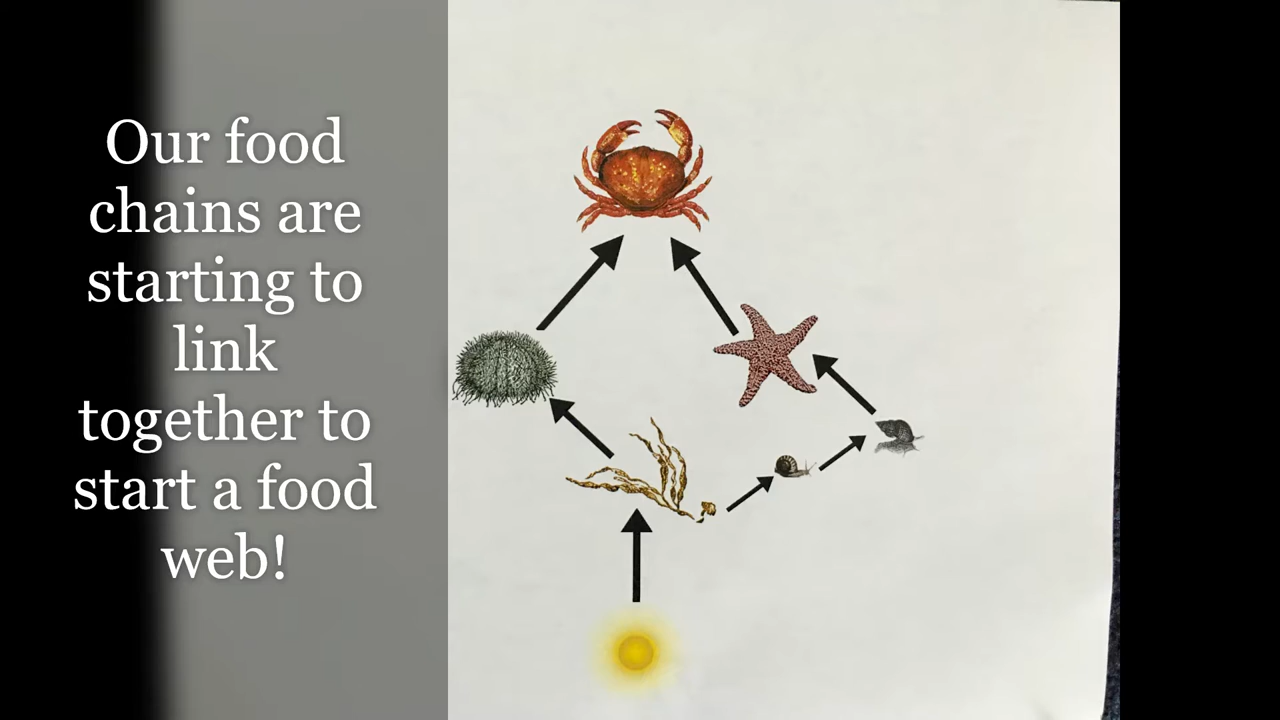 Our food
chains are
starting to
link
together to
start a food
web!